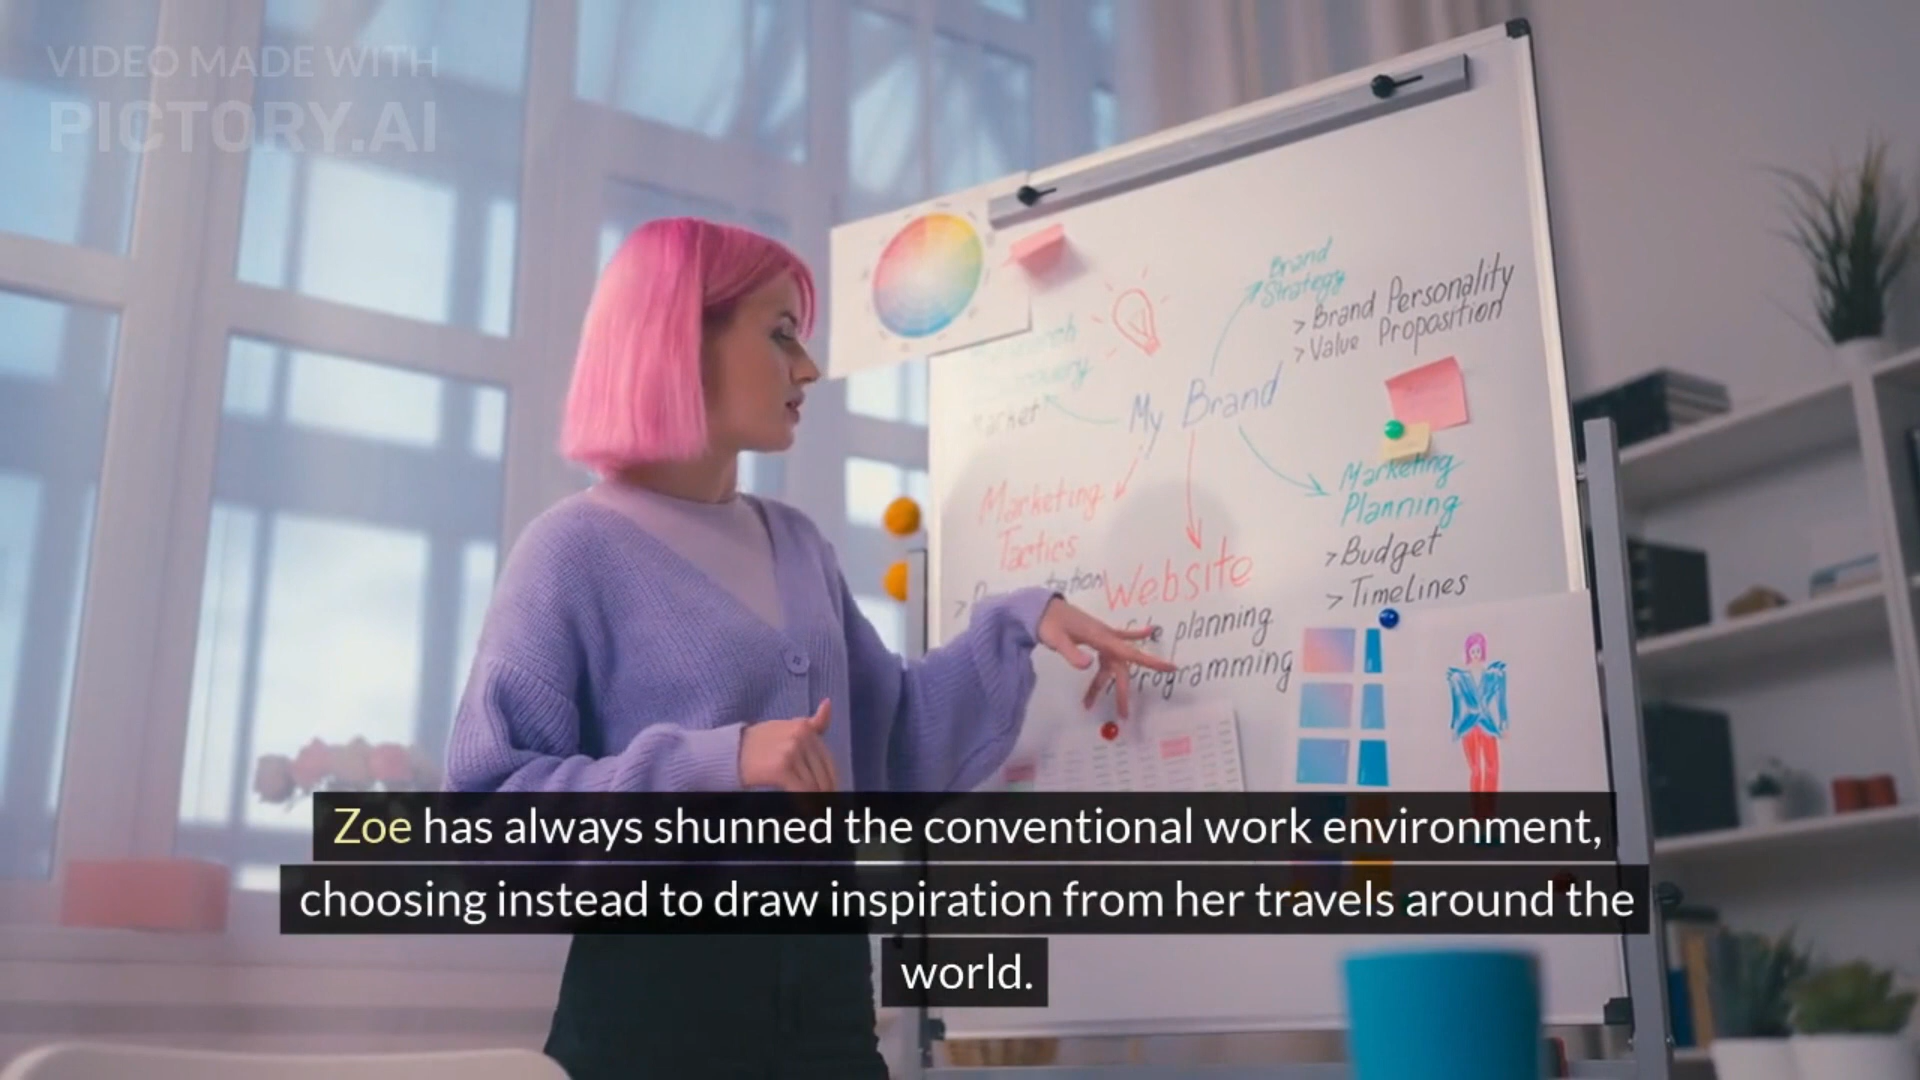 VIDEO MADE WITH
PICTORY.AI
Brand
Strategy
> Brand Personality
> Value Proposition
My Brand
Market
Marketing
Tactics
Marketing
Planning
> Budget
> Timelines
Website
planning
Programming
Zoe has always shunned the conventional work environment,
choosing instead to draw inspiration from her travels around the
world.